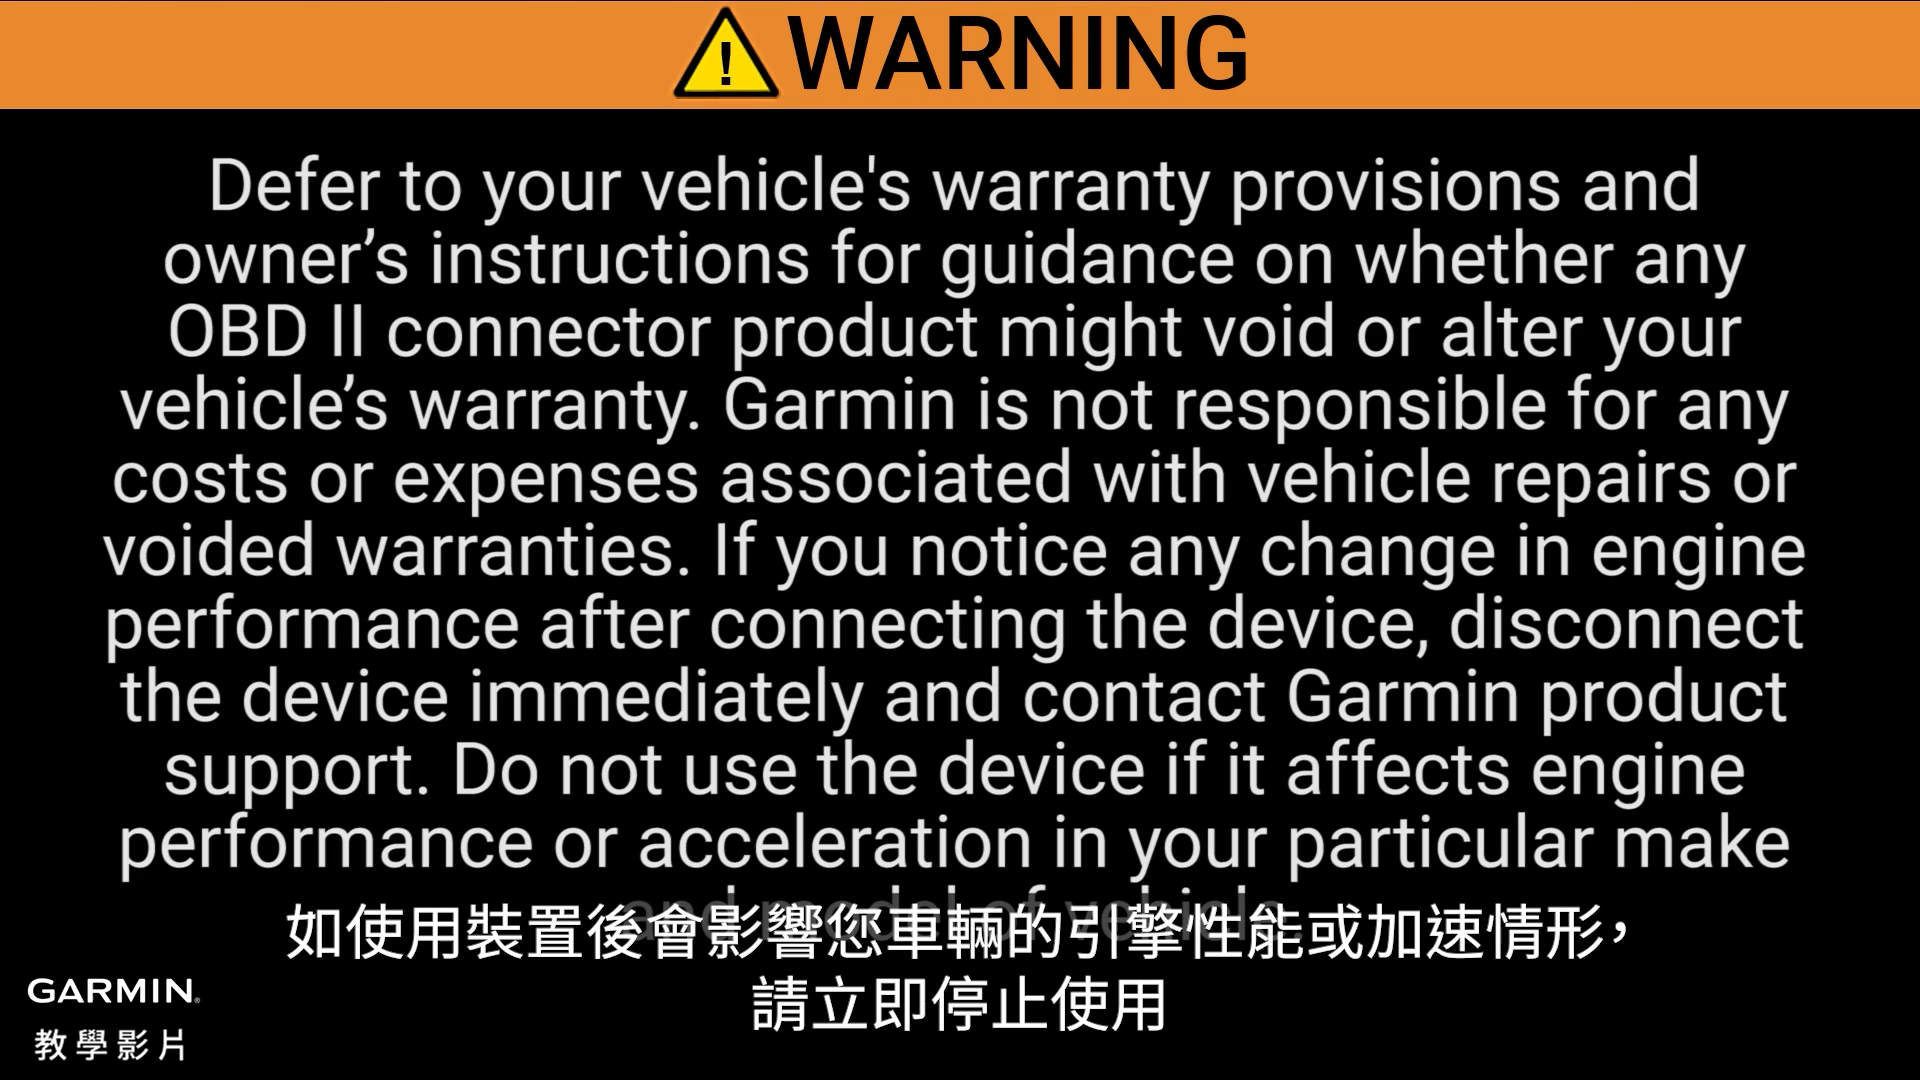 WARNING
Defer to your vehicle's warranty provisions and
owner’s instructions for guidance on whether any
OBD II connector product might void or alter your
vehicle’s warranty. Garmin is not responsible for any
costs or expenses associated with vehicle repairs or
voided warranties. If you notice any change in engine
performance after connecting the device, disconnect
the device immediately and contact Garmin product
support. Do not use the device if it affects engine
performance or acceleration in your particular make
and model of vehicle.
如使用裝置後會影響您車輛的引擎性能或加速情形，
請立即停止使用
GARMIN®
教學影片